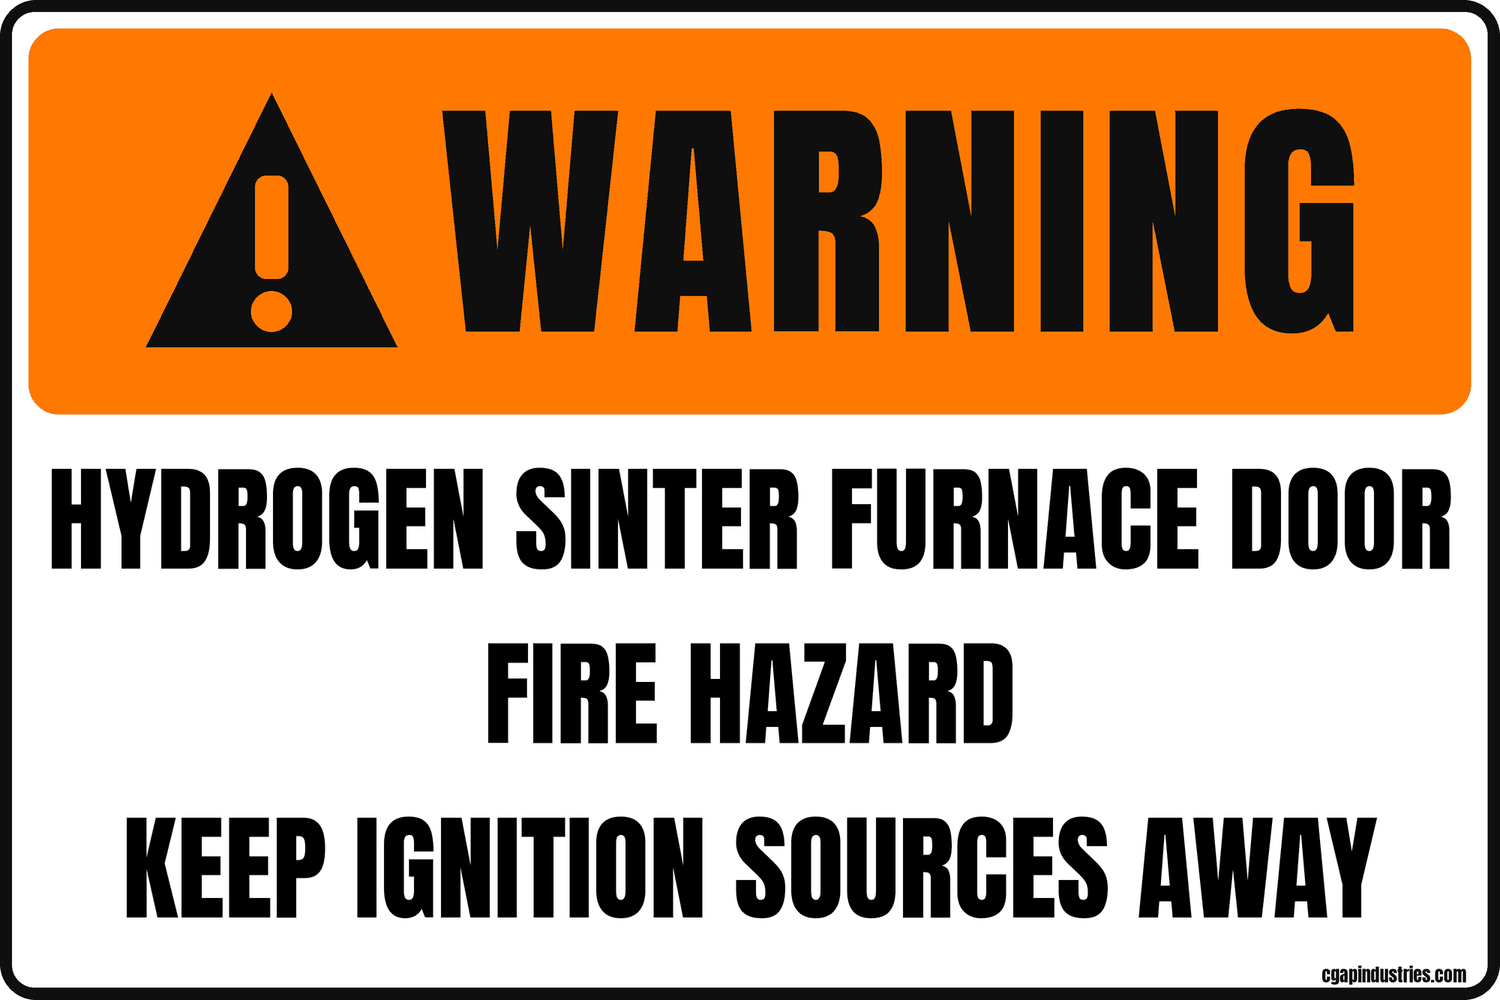 WARNING
HYDROGEN SINTER FURNACE DOOR
FIRE HAZARD
KEEP IGNITION SOURCES AWAY
cgapindustries.com